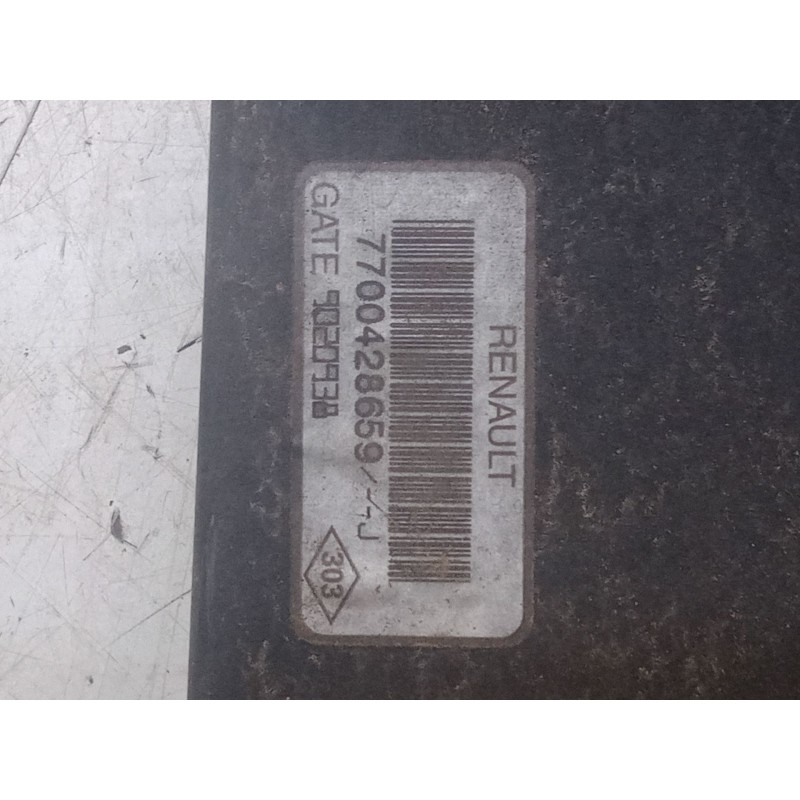 RENAULT
7700428659/-J
GATE
303